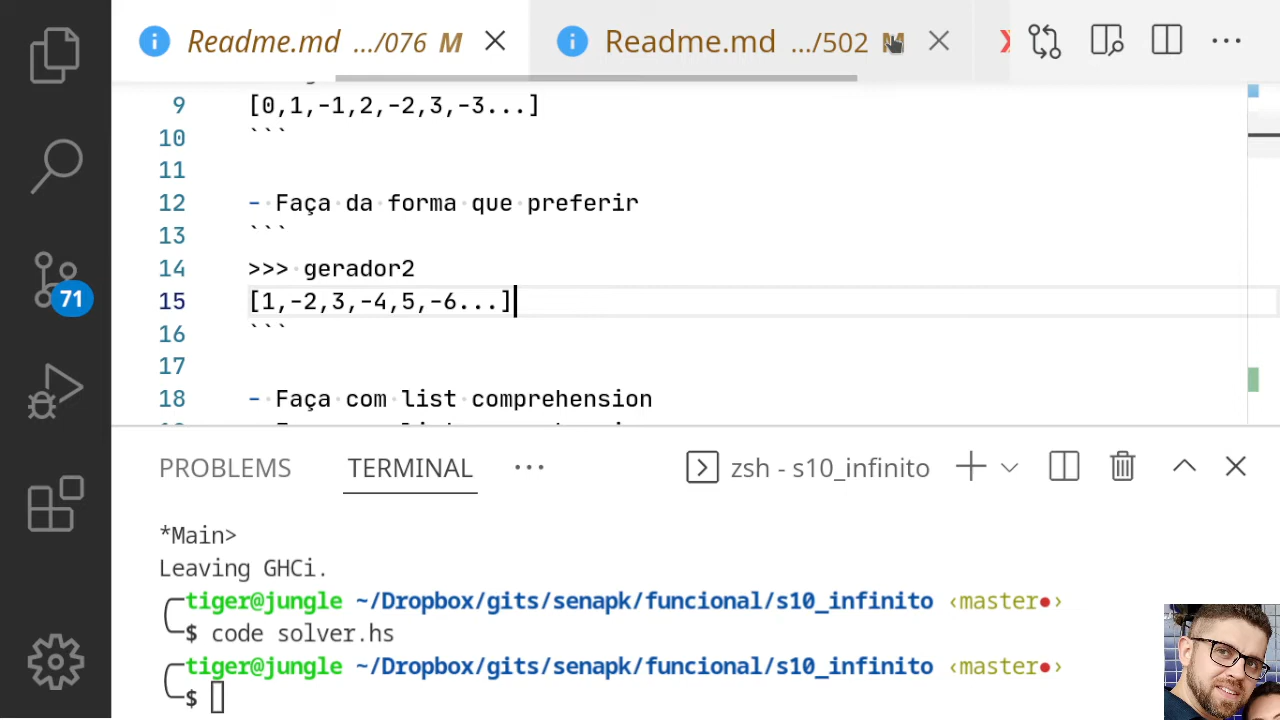 Readme.md .../076 M
Readme.md .../502 M
9 [0,1,-1,2,-2,3,-3...]
10 ```
11
12 - Faça da forma que preferir
13 ```
14 >>> gerador2
15 [1,-2,3,-4,5,-6...]
16 ```
17
18 - Faça com list comprehension
71
PROBLEMS TERMINAL ... zsh - s10_infinito
*Main>
Leaving GHCi.
tiger@jungle ~/Dropbox/gits/senapk/funcional/s10_infinito ‹master●›
$ code solver.hs
tiger@jungle ~/Dropbox/gits/senapk/funcional/s10_infinito ‹master●›
$